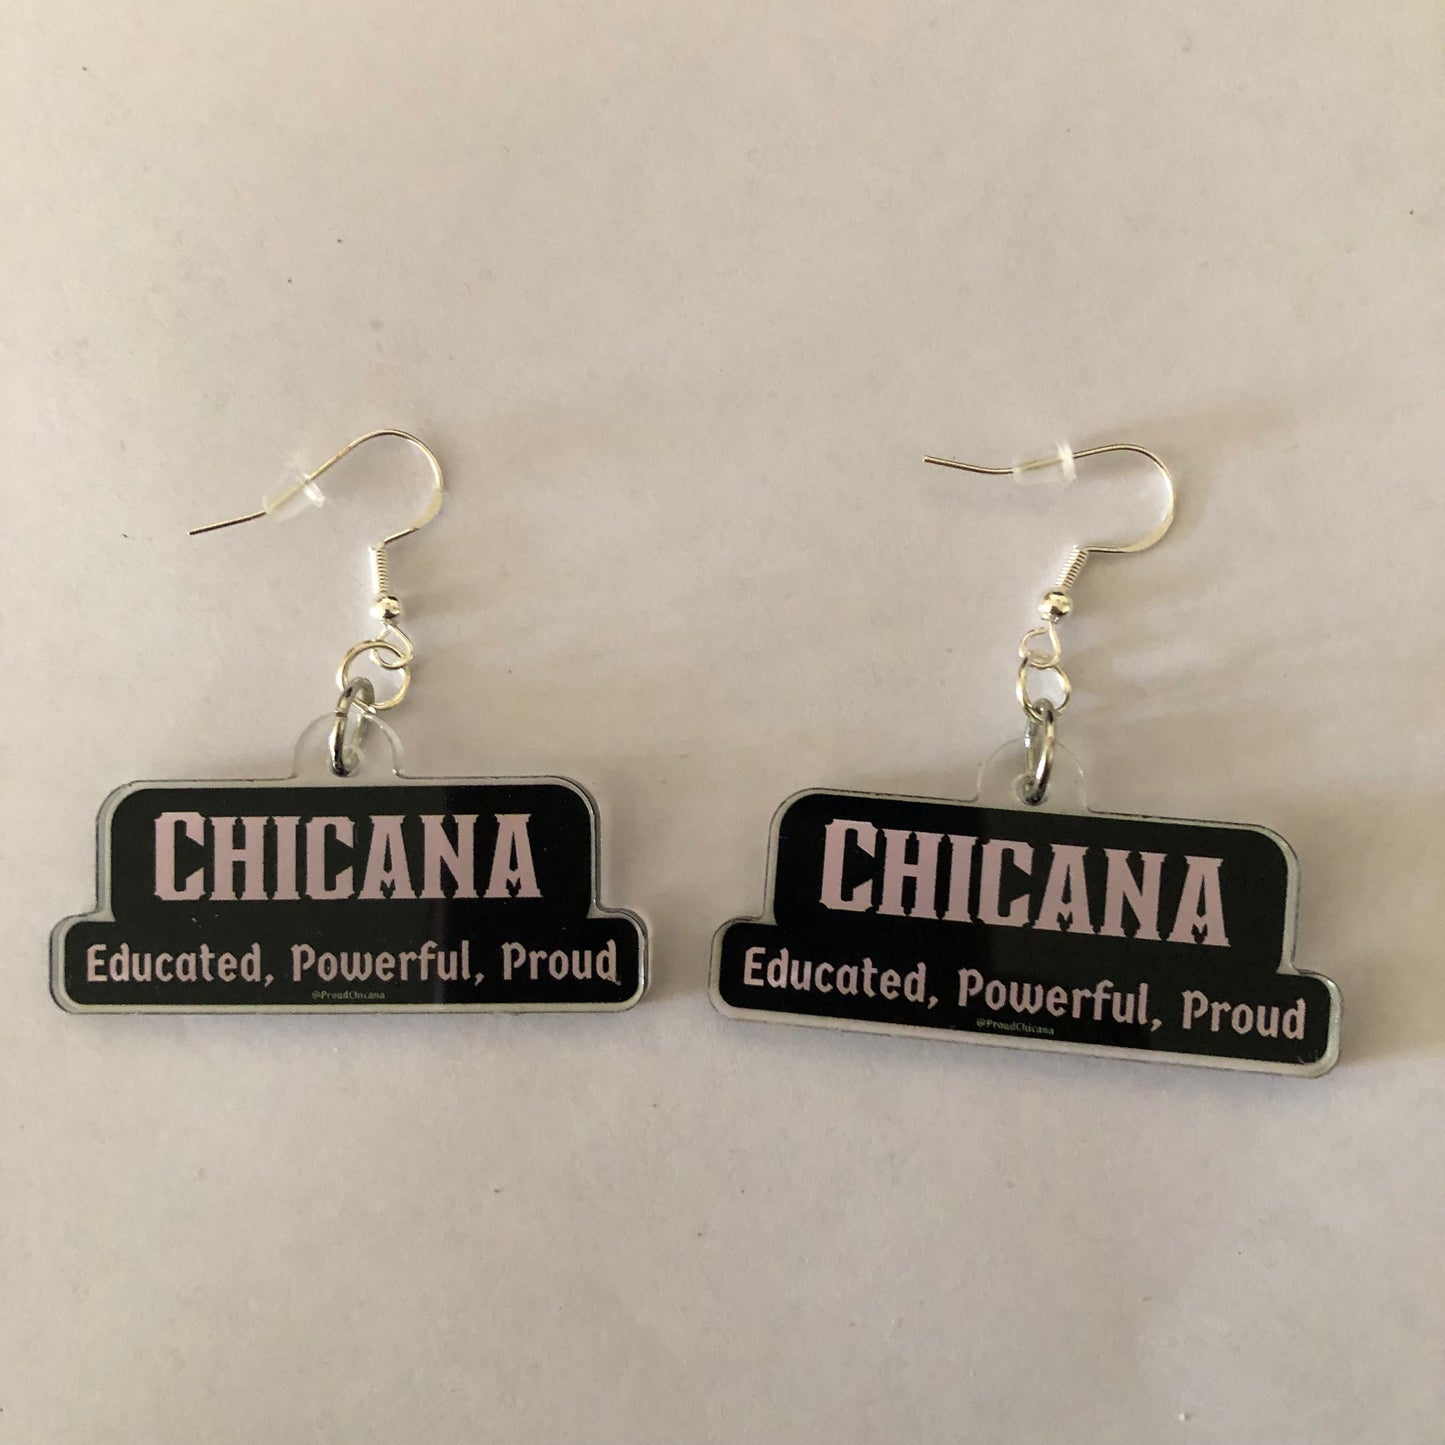 CHICANA
Educated, Powerful, Proud
@ProudChicana
CHICANA
Educated, Powerful, Proud
@ProudChicana